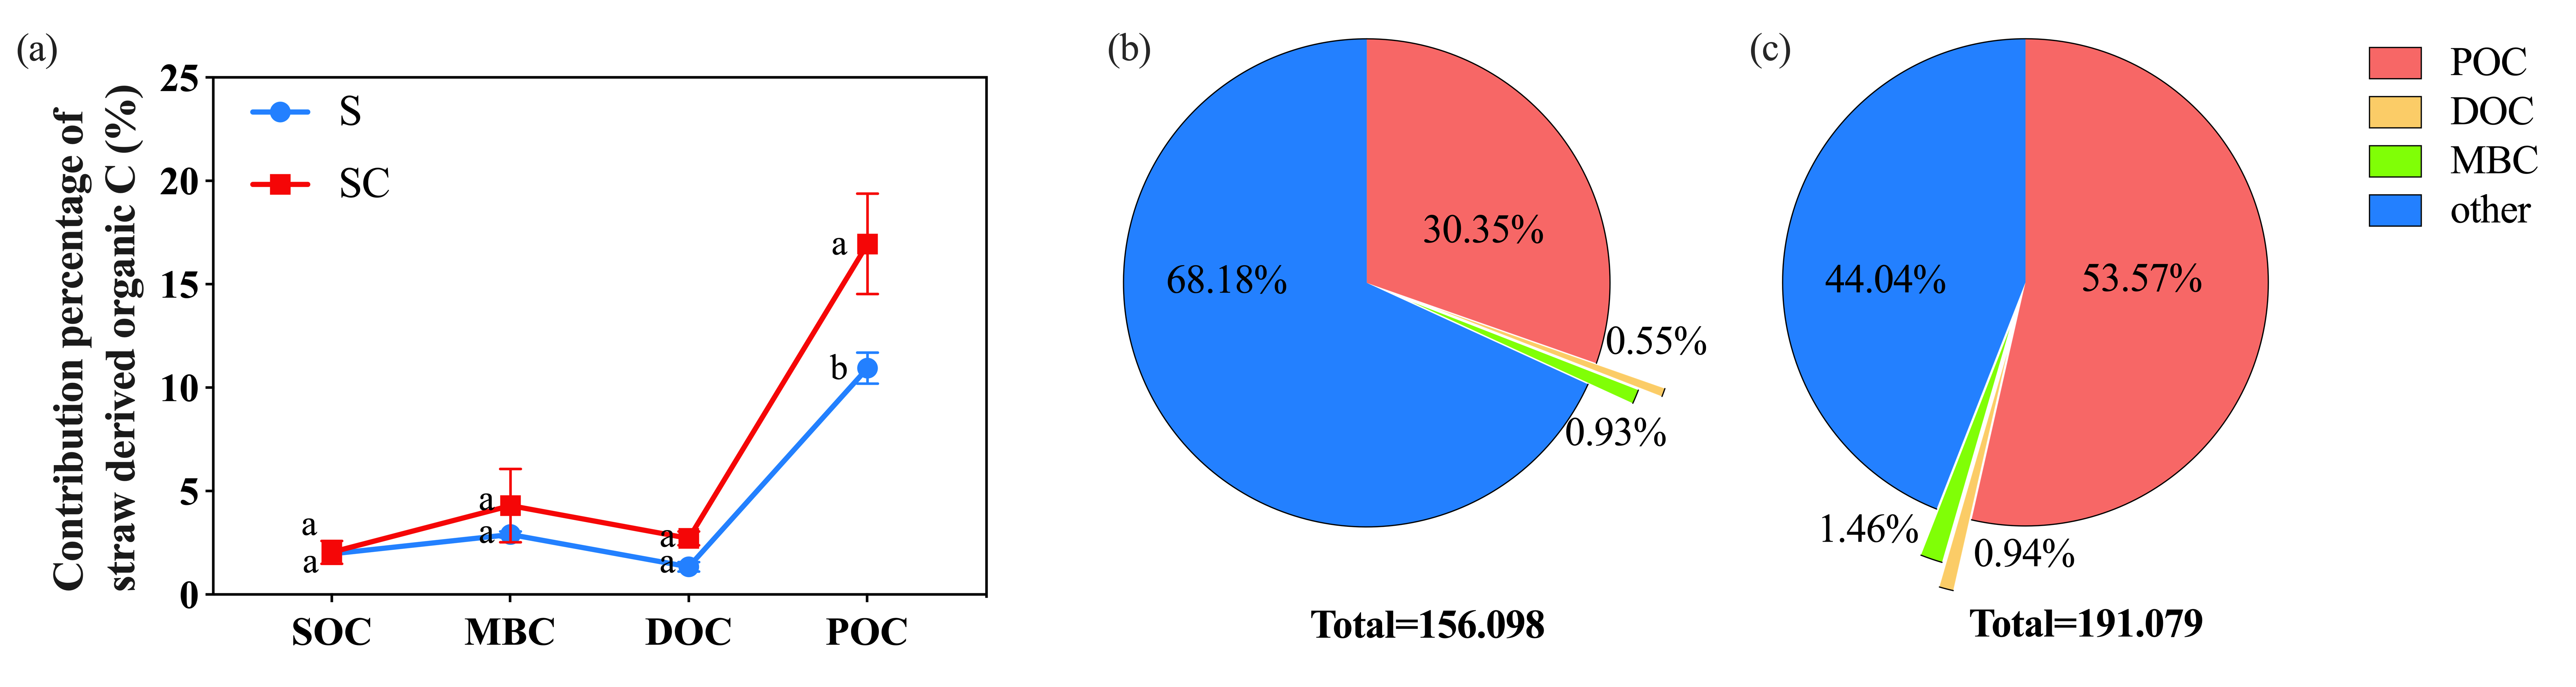 (a)
Contribution percentage of
straw derived organic C (%)
25
20
15
10
5
0
S
SC
a
a
a
a
a
a
a
b
SOC
MBC
DOC
POC
(b)
30.35%
68.18%
0.55%
0.93%
Total=156.098
(c)
44.04%
53.57%
1.46%
0.94%
Total=191.079
POC
DOC
MBC
other